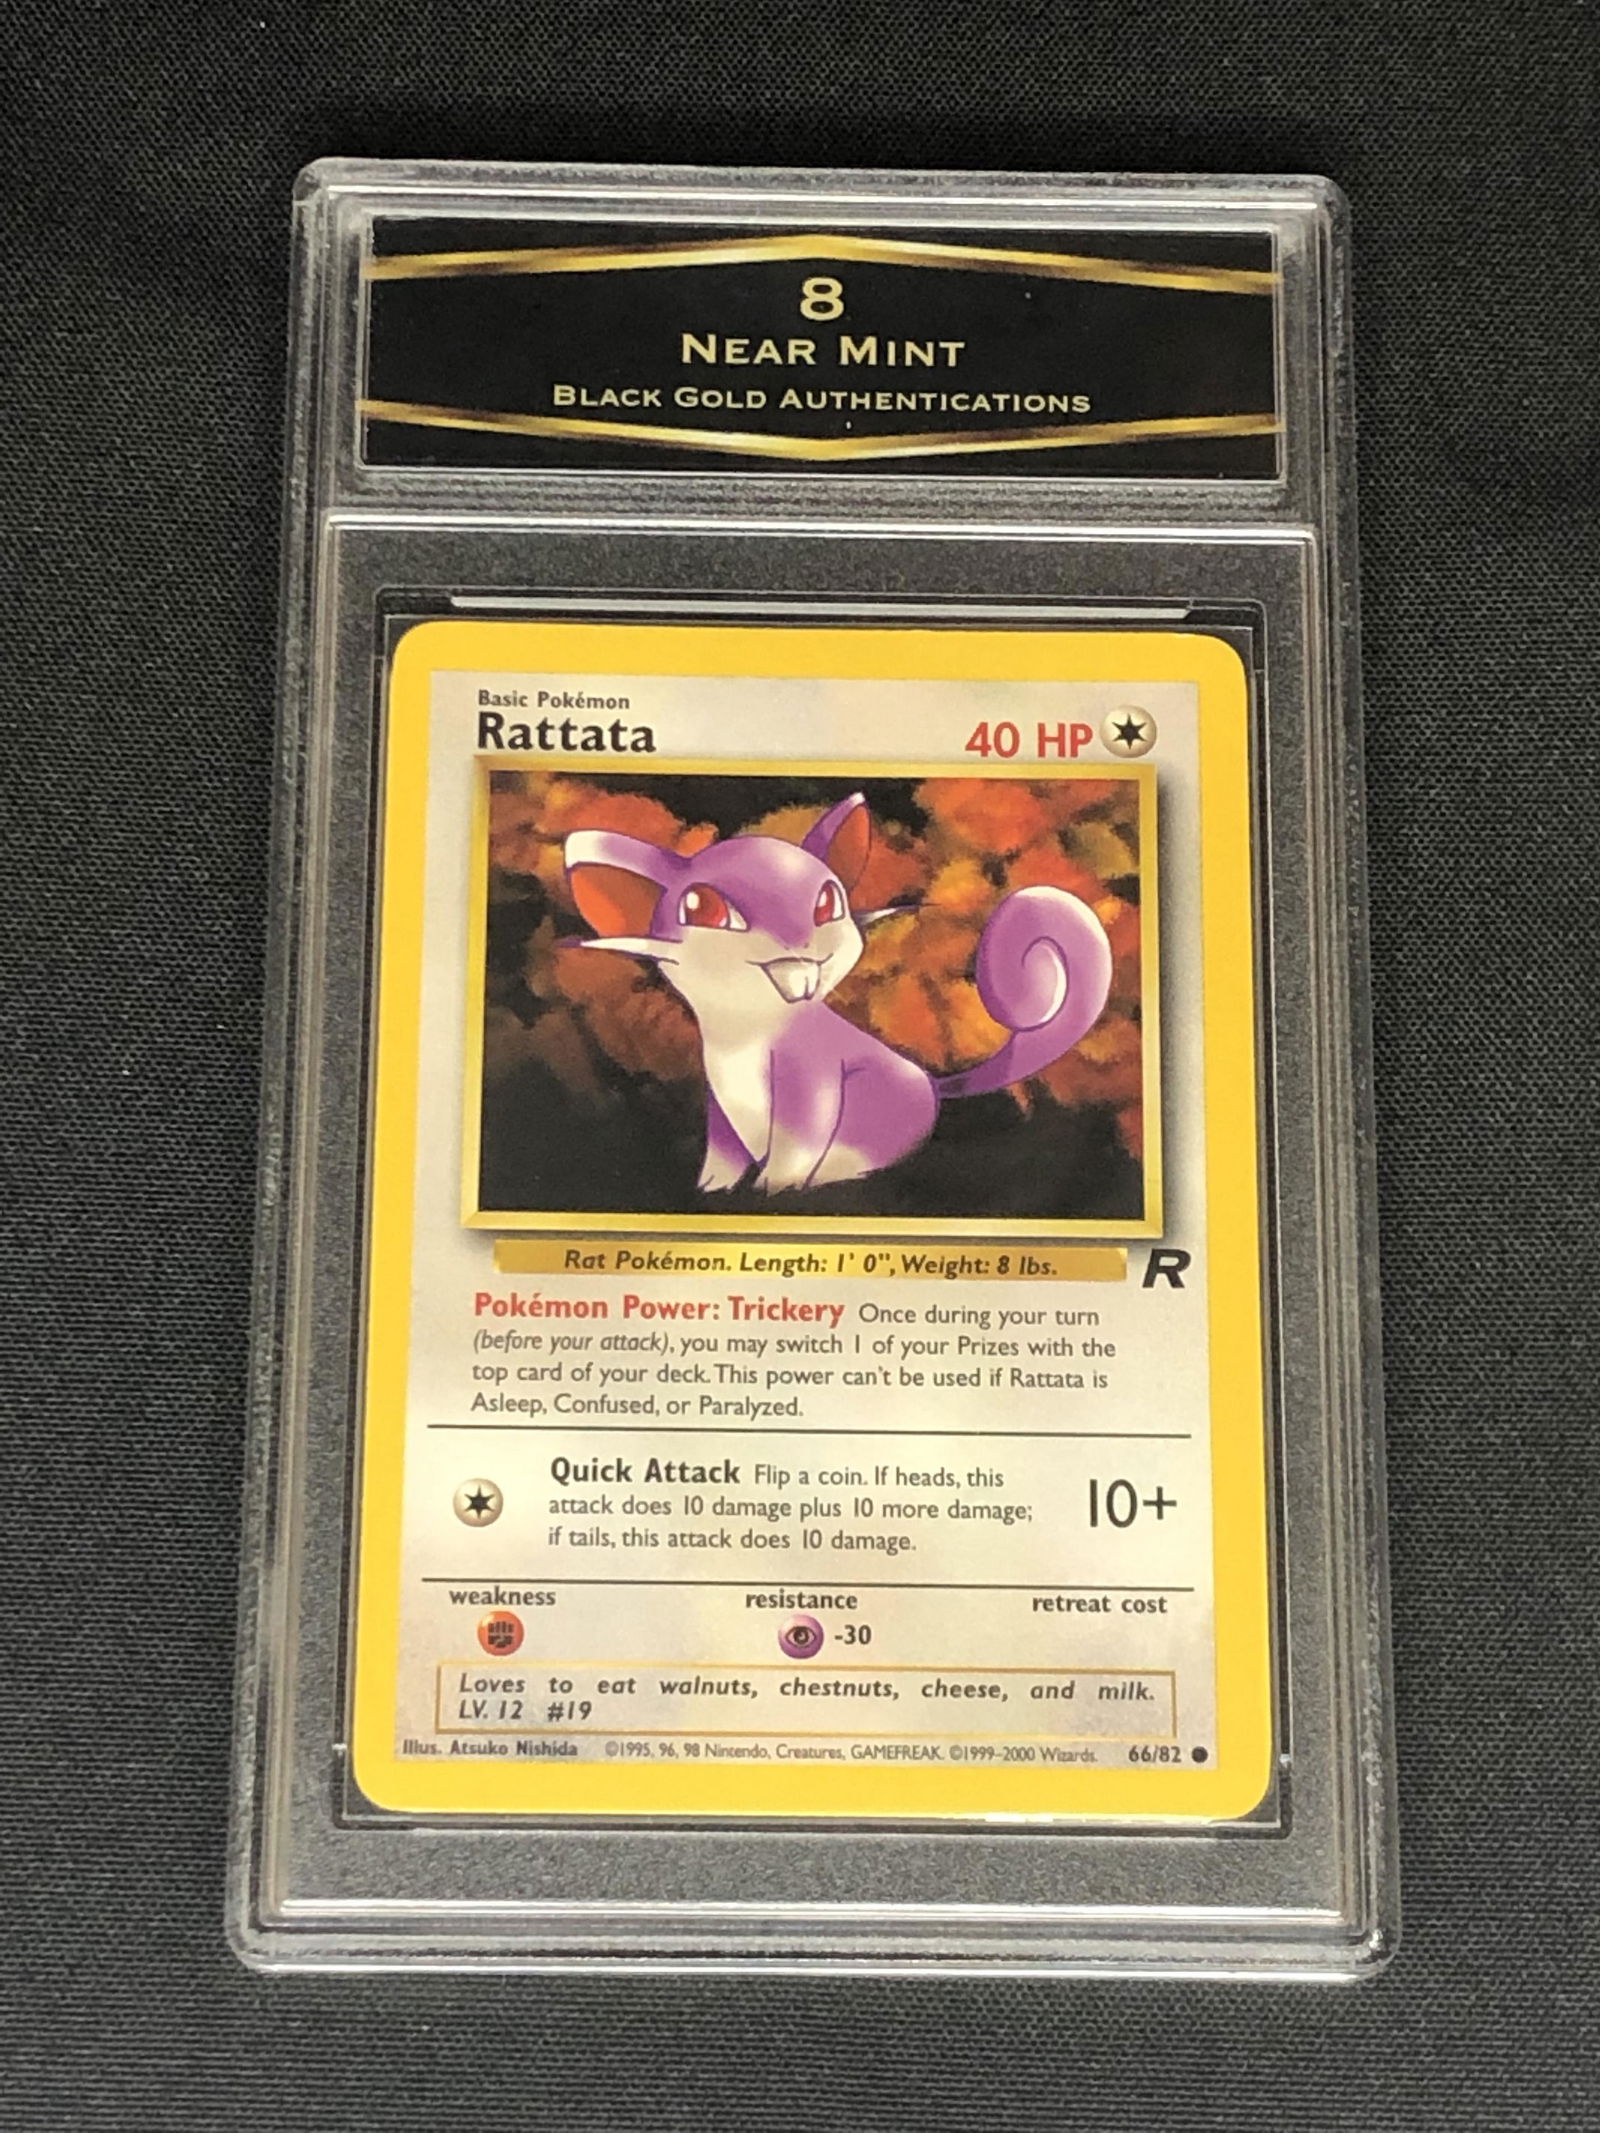 8
NEAR MINT
BLACK GOLD AUTHENTICATIONS
Basic Pokémon
Rattata
40 HP
Rat Pokémon. Length: 1' 0", Weight: 8 lbs.
R
Pokémon Power: Trickery Once during your turn
(before your attack), you may switch 1 of your Prizes with the
top card of your deck. This power can't be used if Rattata is
Asleep, Confused, or Paralyzed.
Quick Attack Flip a coin. If heads, this
attack does 10 damage plus 10 more damage;
if tails, this attack does 10 damage.
10+
weakness resistance retreat cost
-30
Loves to eat walnuts, chestnuts, cheese, and milk.
LV. 12 #19
Illus. Atsuko Nishida ©1995, 96, 98 Nintendo, Creatures, GAMEFREAK. ©1999-2000 Wizards. 66/82